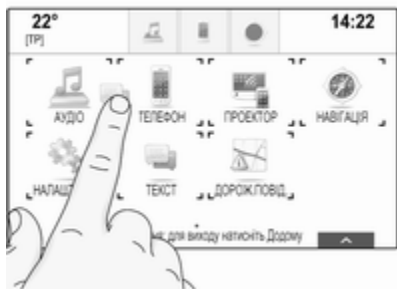 22° 14:22
[TP]
АУДІО ТЕЛЕФОН ПРОЕКТОР НАВІГАЦІЯ
ТЕКСТ ДОРОЖ.ПОВІД.
для виходу натисніть Додому